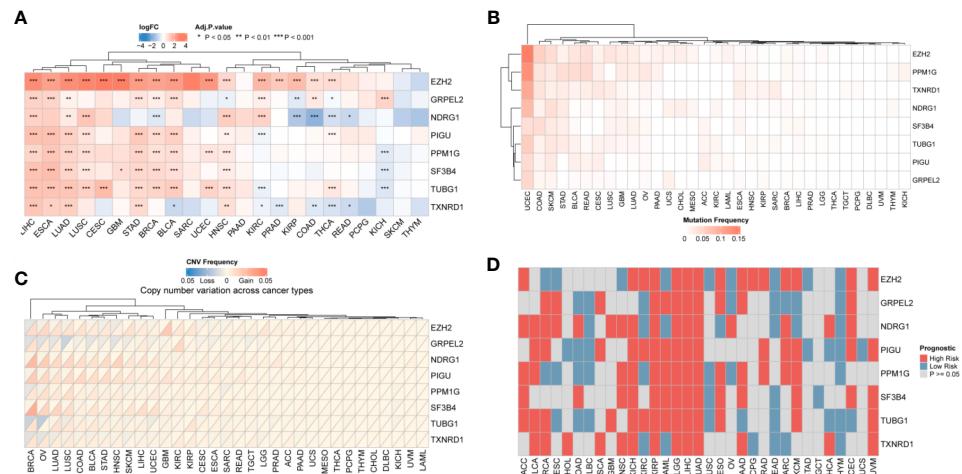 A
logFC
Adj.P.value
-4 -2 0 2 4
* P < 0.05 ** P < 0.01 *** P < 0.001
EZH2
GRPEL2
NDRG1
PIGU
PPM1G
SF3B4
TUBG1
TXNRD1
LIHC ESCA LUAD LUSC CESC GBM STAD BRCA BLCA SARC UCEC HNSC PAAD KIRC PRAD KIRP COAD THCA READ PCPG KICH SKCM THYM
B
EZH2
PPM1G
TXNRD1
NDRG1
SF3B4
TUBG1
PIGU
GRPEL2
UCEC COAD SKCM STAD BLCA READ CESC LUSC GBM LUAD OV PAAD UCS CHOL MESO ACC KIRC LAML ESCA HNSC KIRP SARC BRCA LIHC PRAD LGG THCA TGCT PCPG DLBC UVM THYM KICH
Mutation Frequency
0 0.05 0.1 0.15
C
CNV Frequency
0.05 Loss 0 Gain 0.05
Copy number variation across cancer types
EZH2
GRPEL2
NDRG1
PIGU
PPM1G
SF3B4
TUBG1
TXNRD1
BRCA OV LUAD LUSC COAD BLCA STAD HNSC SKCM LIHC UCEC GBM KIRC KIRP CESC ESCA SARC READ TGCT LGG PRAD ACC PAAD UCS MESO THCA PCPG THYM CHOL DLBC KICH UVM LAML
D
EZH2
GRPEL2
NDRG1
PIGU
PPM1G
SF3B4
TUBG1
TXNRD1
Prognostic
High Risk
Low Risk
P >= 0.05